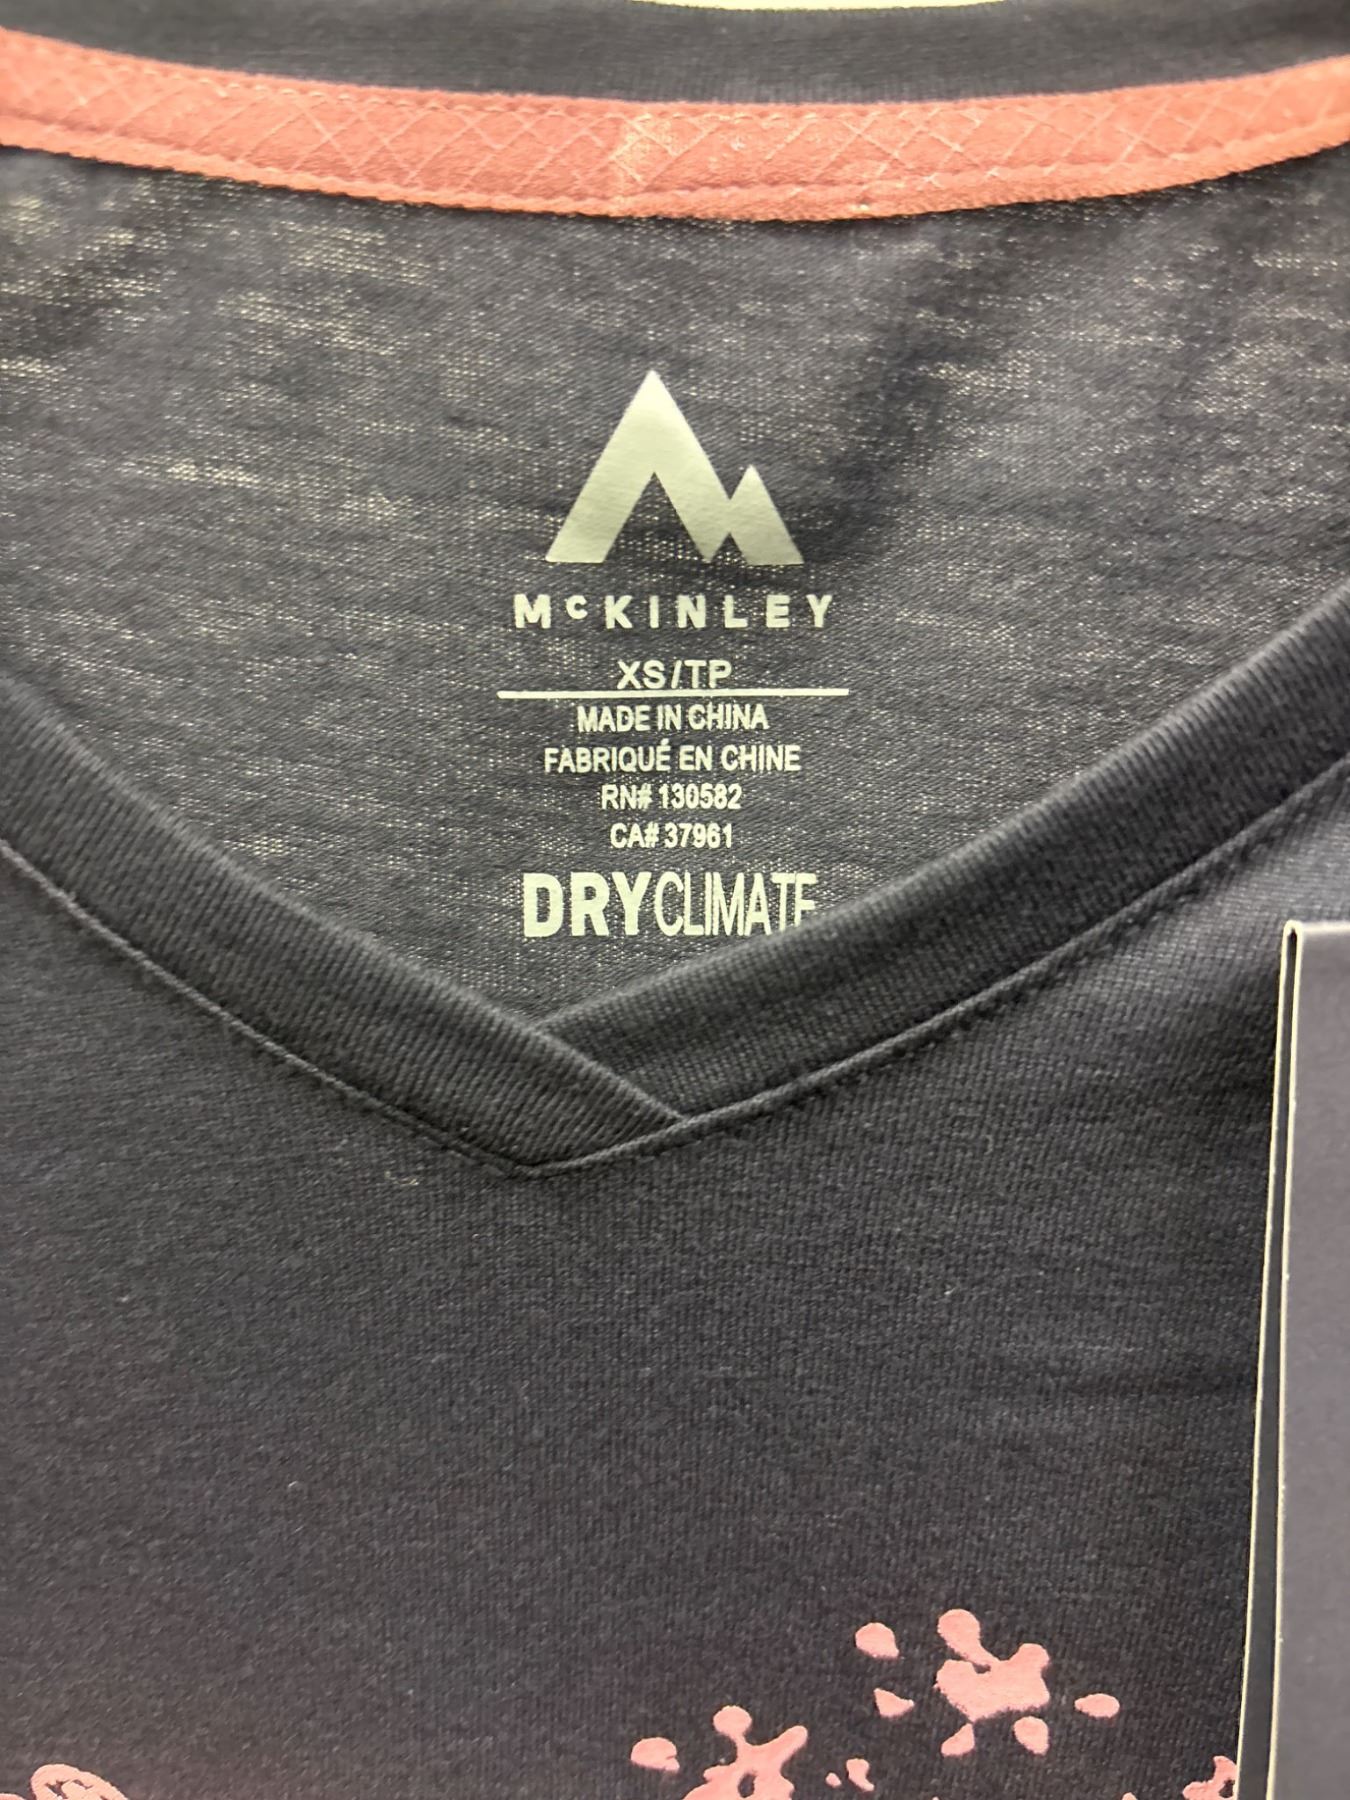 McKINLEY
XS/TP
MADE IN CHINA
FABRIQUÉ EN CHINE
RN# 130582
CA# 37961
DRYCLIMATE